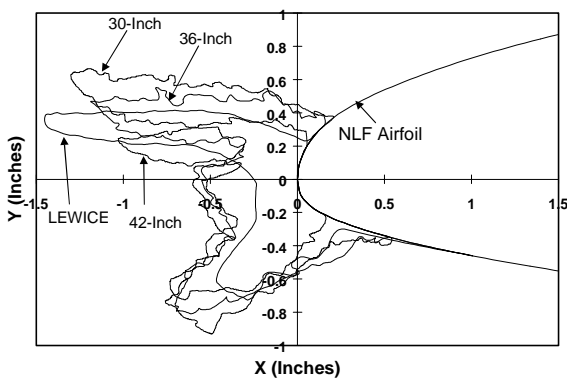 1
30-Inch
36-Inch
0.8
0.6
0.4
0.2
0
-0.2
-0.4
-0.6
-0.8
-1
NLF Airfoil
LEWICE
42-Inch
-1.5
-1
-0.5
0
0.5
1
1.5
Y (Inches)
X (Inches)